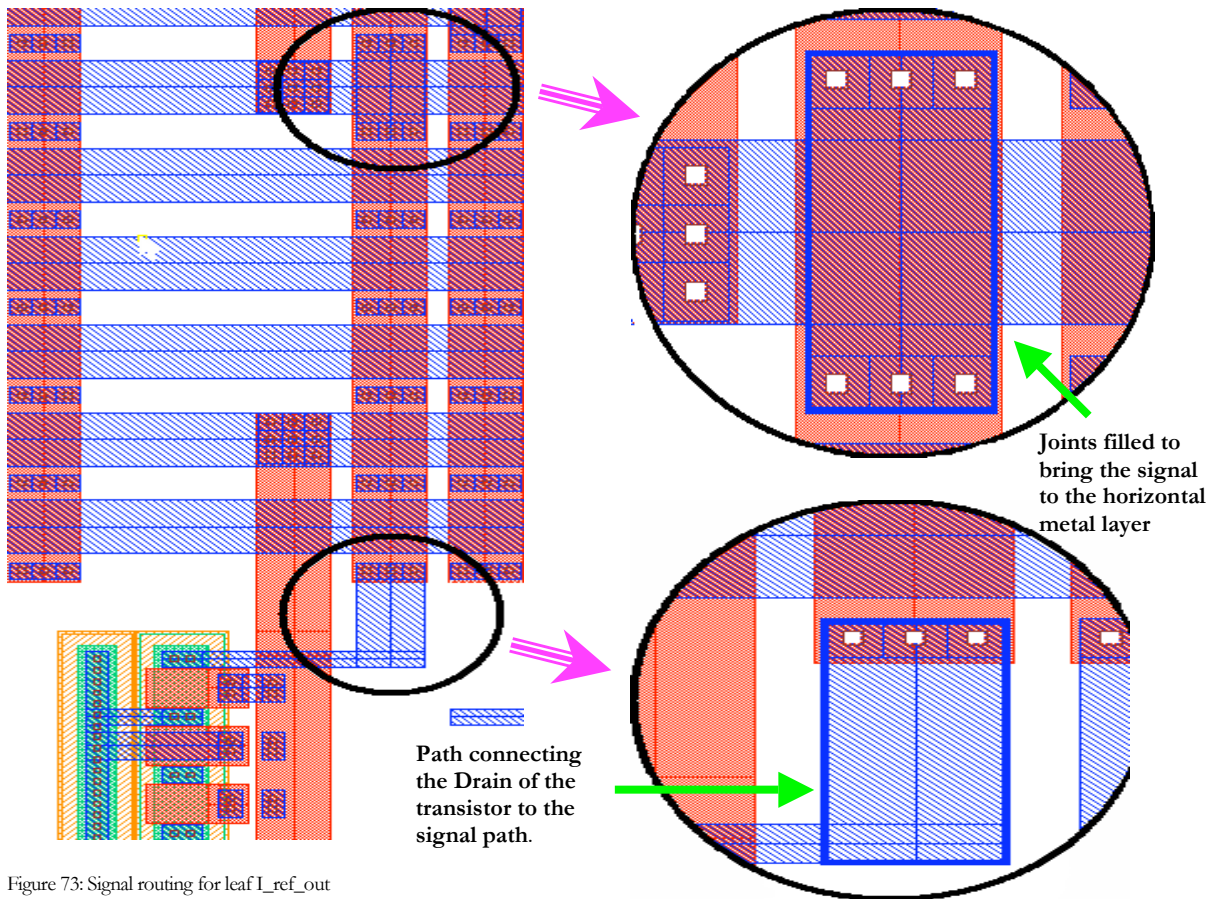 Joints filled to
bring the signal
to the horizontal
metal layer
Path connecting
the Drain of the
transistor to the
signal path.
Figure 73: Signal routing for leaf I_ref_out